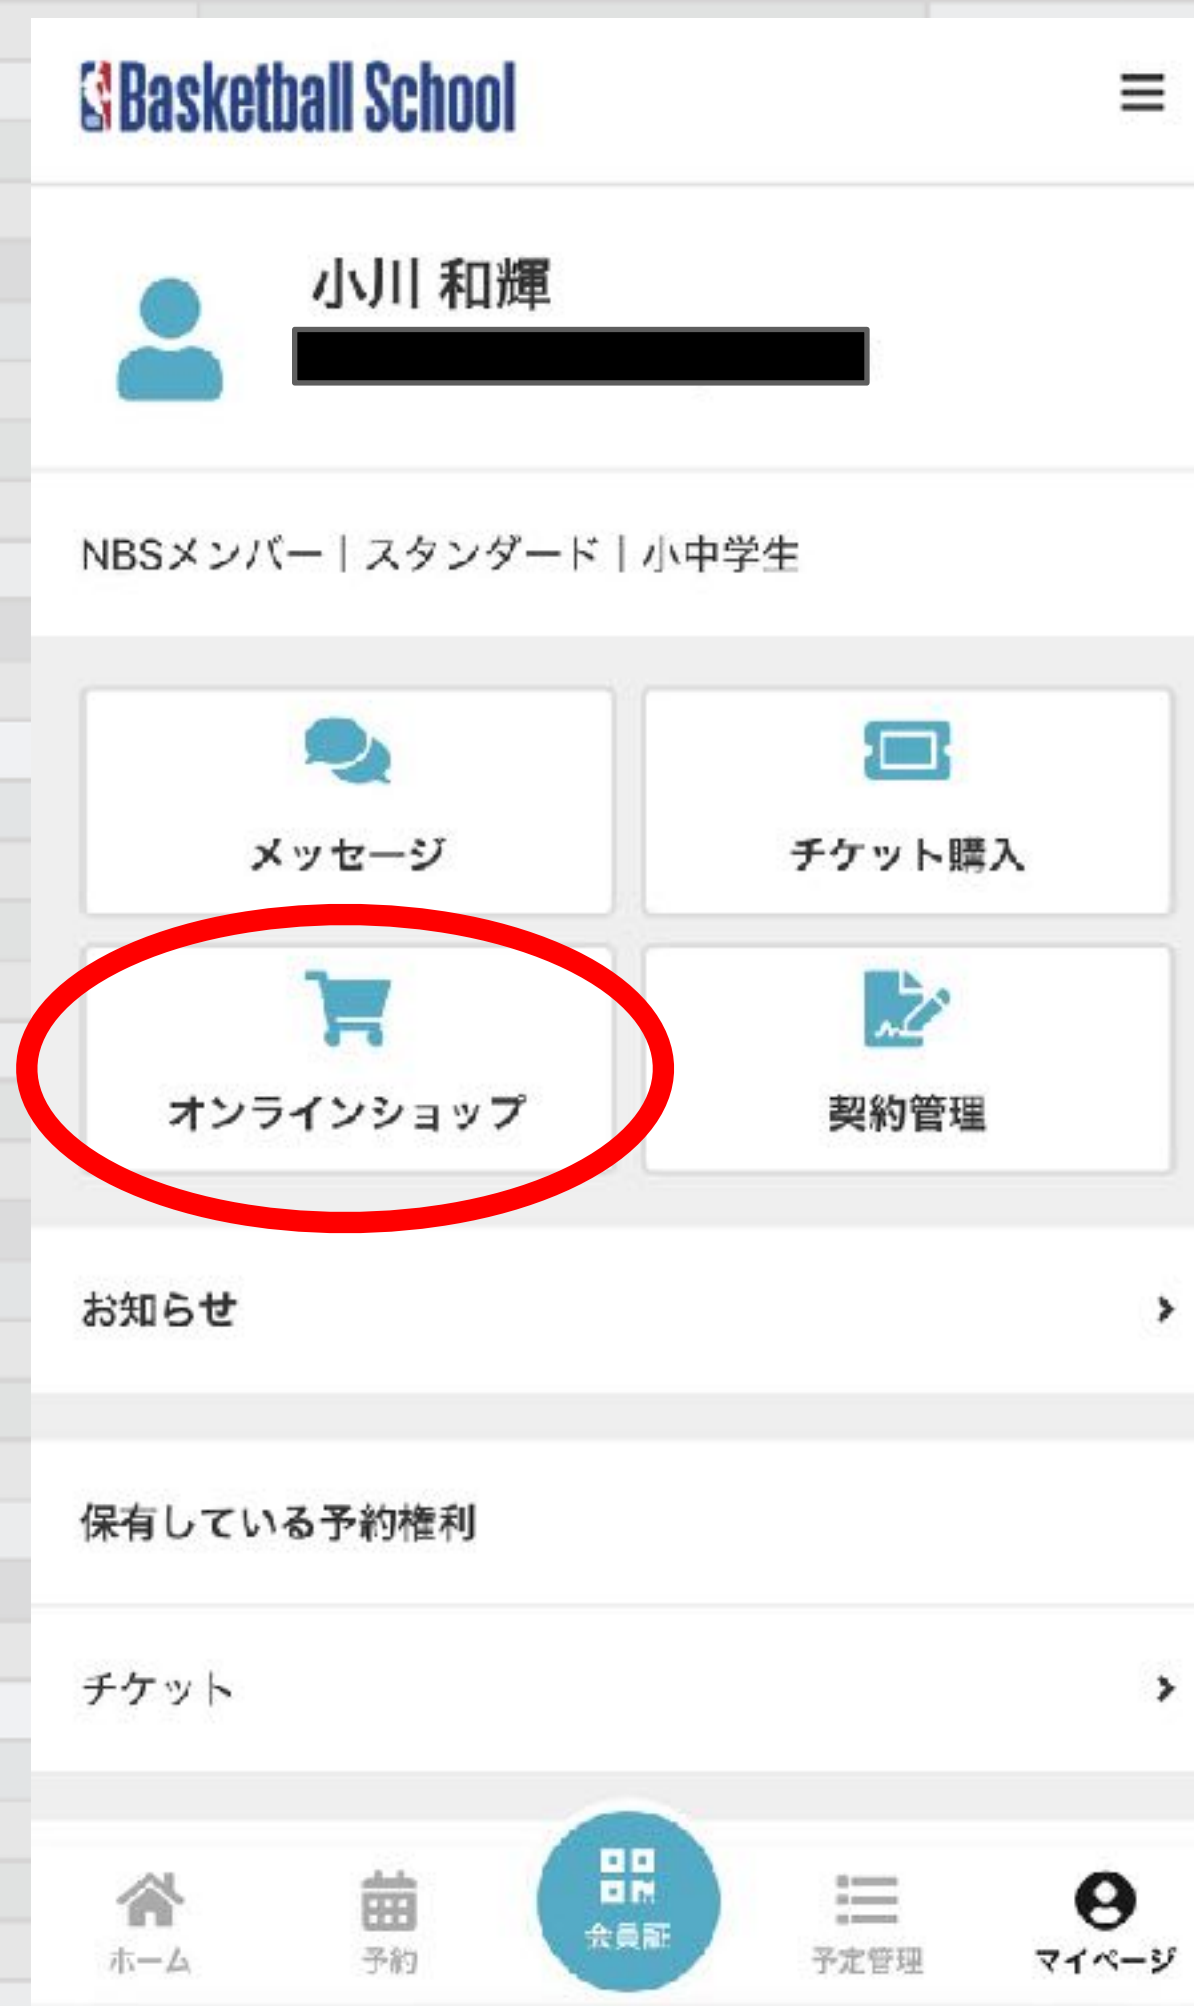 Basketball School
小川 和輝
NBSメンバー｜スタンダード｜小中学生
メッセージ
チケット購入
オンラインショップ
契約管理
お知らせ
保有している予約権利
チケット
ホーム
予約
会員証
予定管理
マイページ